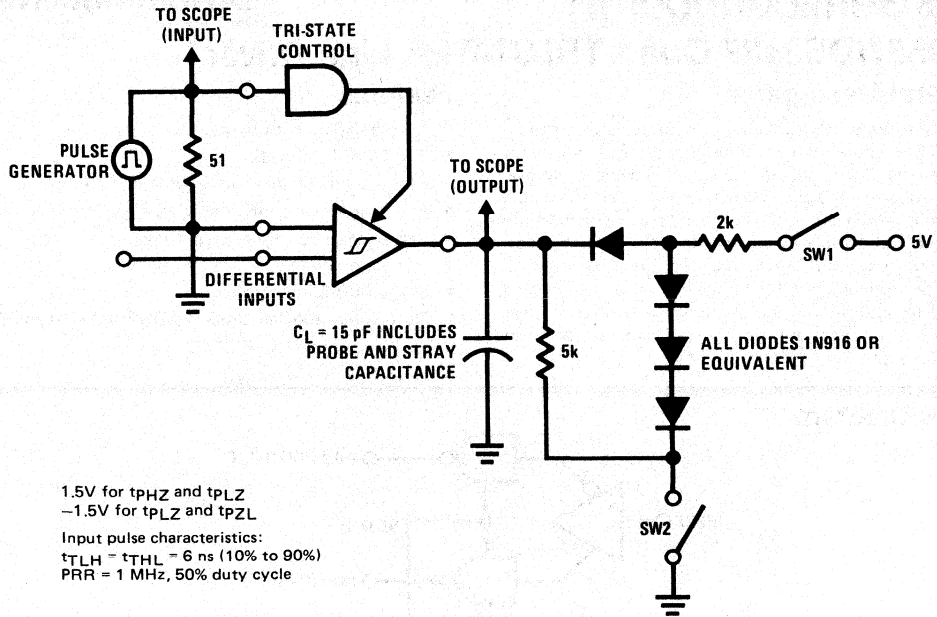 TO SCOPE
(INPUT)
TRI-STATE
CONTROL
PULSE
GENERATOR
51
TO SCOPE
(OUTPUT)
2k
SW1
5V
DIFFERENTIAL
INPUTS
CL = 15 pF INCLUDES
PROBE AND STRAY
CAPACITANCE
5k
ALL DIODES 1N916 OR
EQUIVALENT
SW2
1.5V for tPHZ and tPLZ
−1.5V for tPLZ and tPZL
Input pulse characteristics:
tTLH = tTHL = 6 ns (10% to 90%)
PRR = 1 MHz, 50% duty cycle